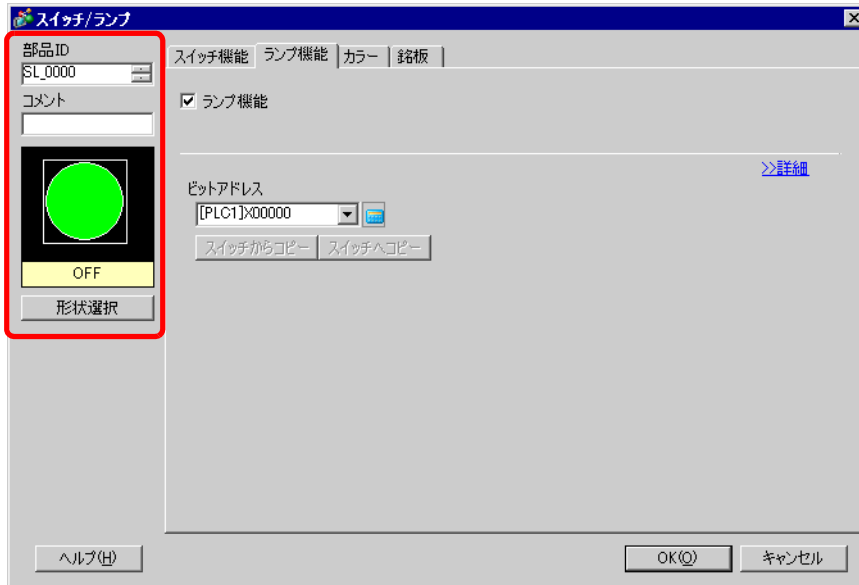 スイッチ/ランプ
部品ID
SL_0000
コメント
OFF
形状選択
スイッチ機能 ランプ機能 カラー 銘板
ランプ機能
>>詳細
ビットアドレス
[PLC1]X00000
スイッチからコピー スイッチへコピー
ヘルプ(H) OK(O) キャンセル